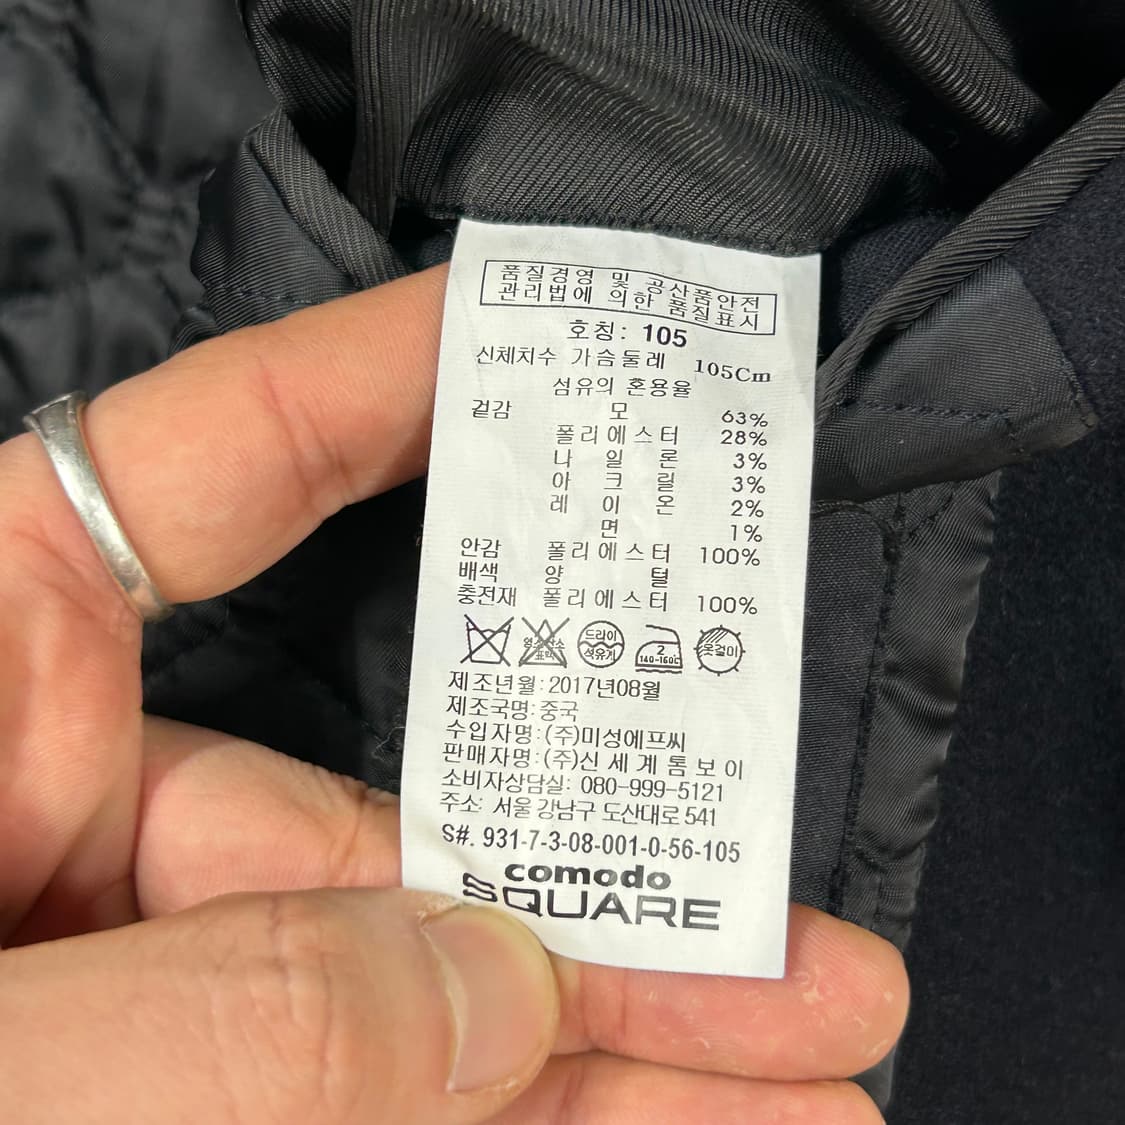 품질경영 및 공산품안전
관리법에 의한 품질표시
호칭: 105
신체치수 가슴둘레 105Cm
섬유의 혼용율
겉감 모 63%
폴리에스터 28%
나일론 3%
아크릴 3%
레이온 2%
면 1%
안감 폴리에스터 100%
배색 양털
충전재 폴리에스터 100%
드라이 석유계
2 140~160℃
옷걸이
제조년월:2017년08월
제조국명:중국
수입자명:(주)미성에프씨
판매자명:(주)신세계톰보이
소비자상담실: 080-999-5121
주소: 서울 강남구 도산대로 541
S#. 931-7-3-08-001-0-56-105
comodo
SQUARE